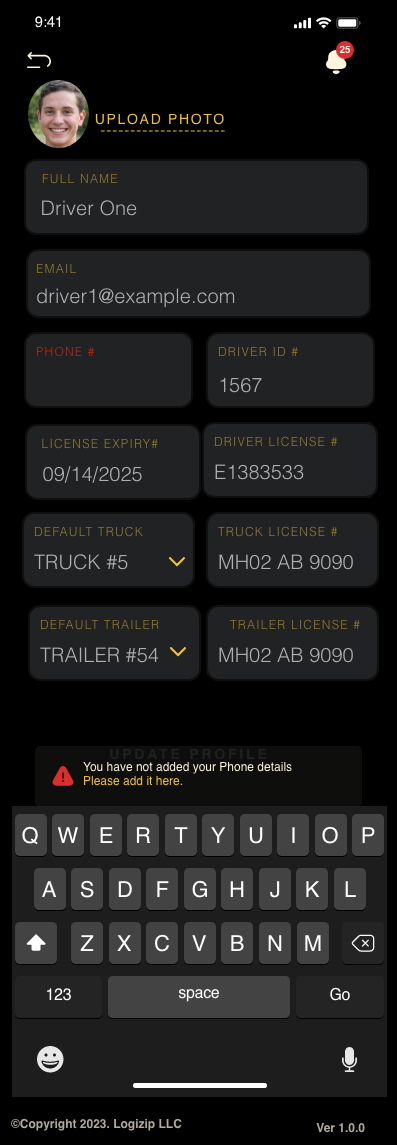 9:41
25
UPLOAD PHOTO
FULL NAME
Driver One
EMAIL
driver1@example.com
PHONE # DRIVER ID #
1567
LICENSE EXPIRY# DRIVER LICENSE #
09/14/2025 E1383533
DEFAULT TRUCK TRUCK LICENSE #
TRUCK #5 MH02 AB 9090
DEFAULT TRAILER TRAILER LICENSE #
TRAILER #54 MH02 AB 9090
UPDATE PROFILE
You have not added your Phone details
Please add it here.
Q W E R T Y U I O P
A S D F G H J K L
Z X C V B N M
123 space Go
©Copyright 2023. Logizip LLC Ver 1.0.0